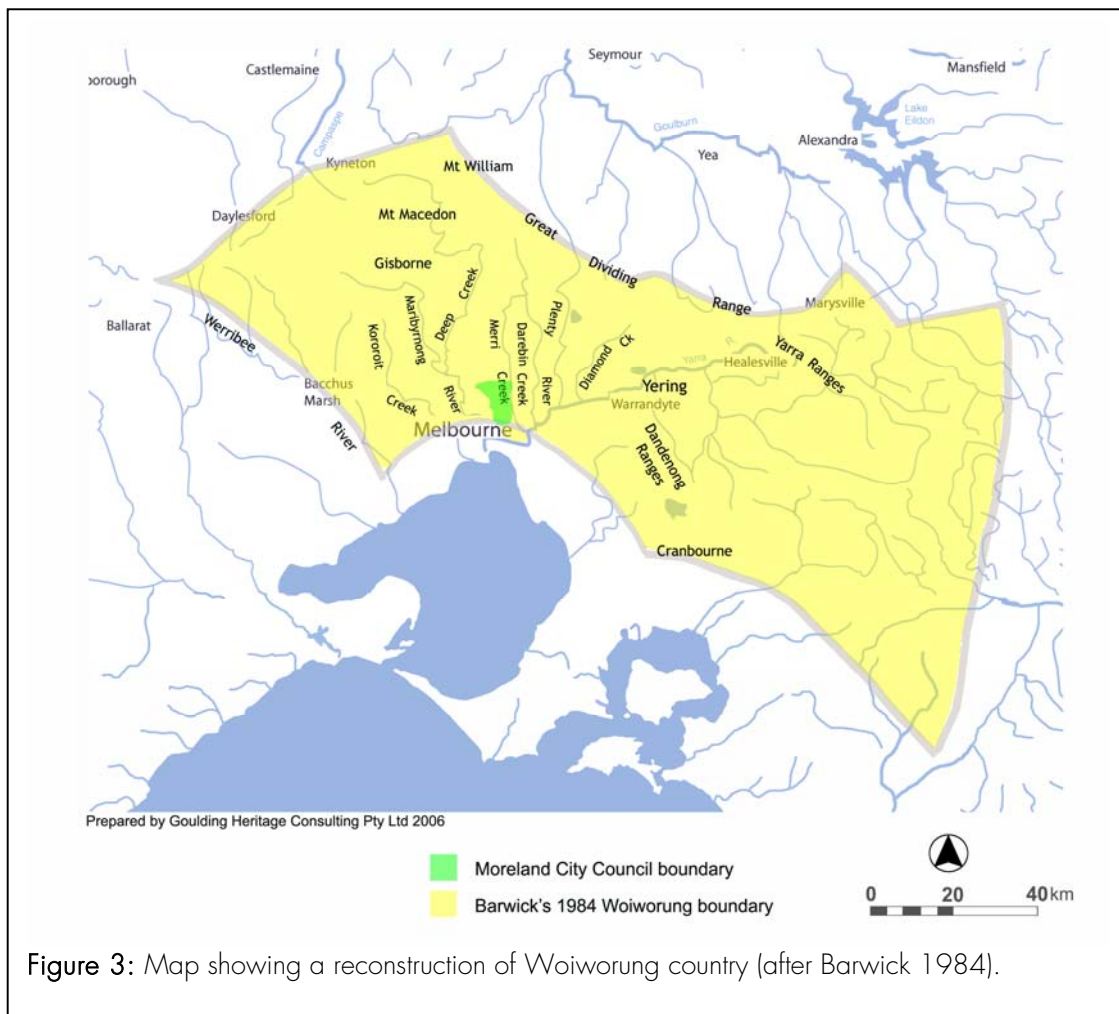 Seymour
Castlemaine
Mansfield
borough
Lake
Eildon
Campaspe
Goulburn
Alexandra
Yea
Kyneton
Mt William
Daylesford
Mt Macedon
Great
Gisborne
Dividing
Deep Creek
Range
Marysville
Ballarat
Werribee
Maribyrnong
Plenty
Kororoit
Merri
Darebin
Diamond Ck
Yarra R.
Yarra Ranges
Healesville
Bacchus
Marsh
Creek
Creek
River
Yering
Warrandyte
Creek
River
Melbourne
River
Dandenong
Ranges
Cranbourne
Prepared by Goulding Heritage Consulting Pty Ltd 2006
Moreland City Council boundary
Barwick's 1984 Woiworung boundary
0 20 40 km
Figure 3: Map showing a reconstruction of Woiworung country (after Barwick 1984).